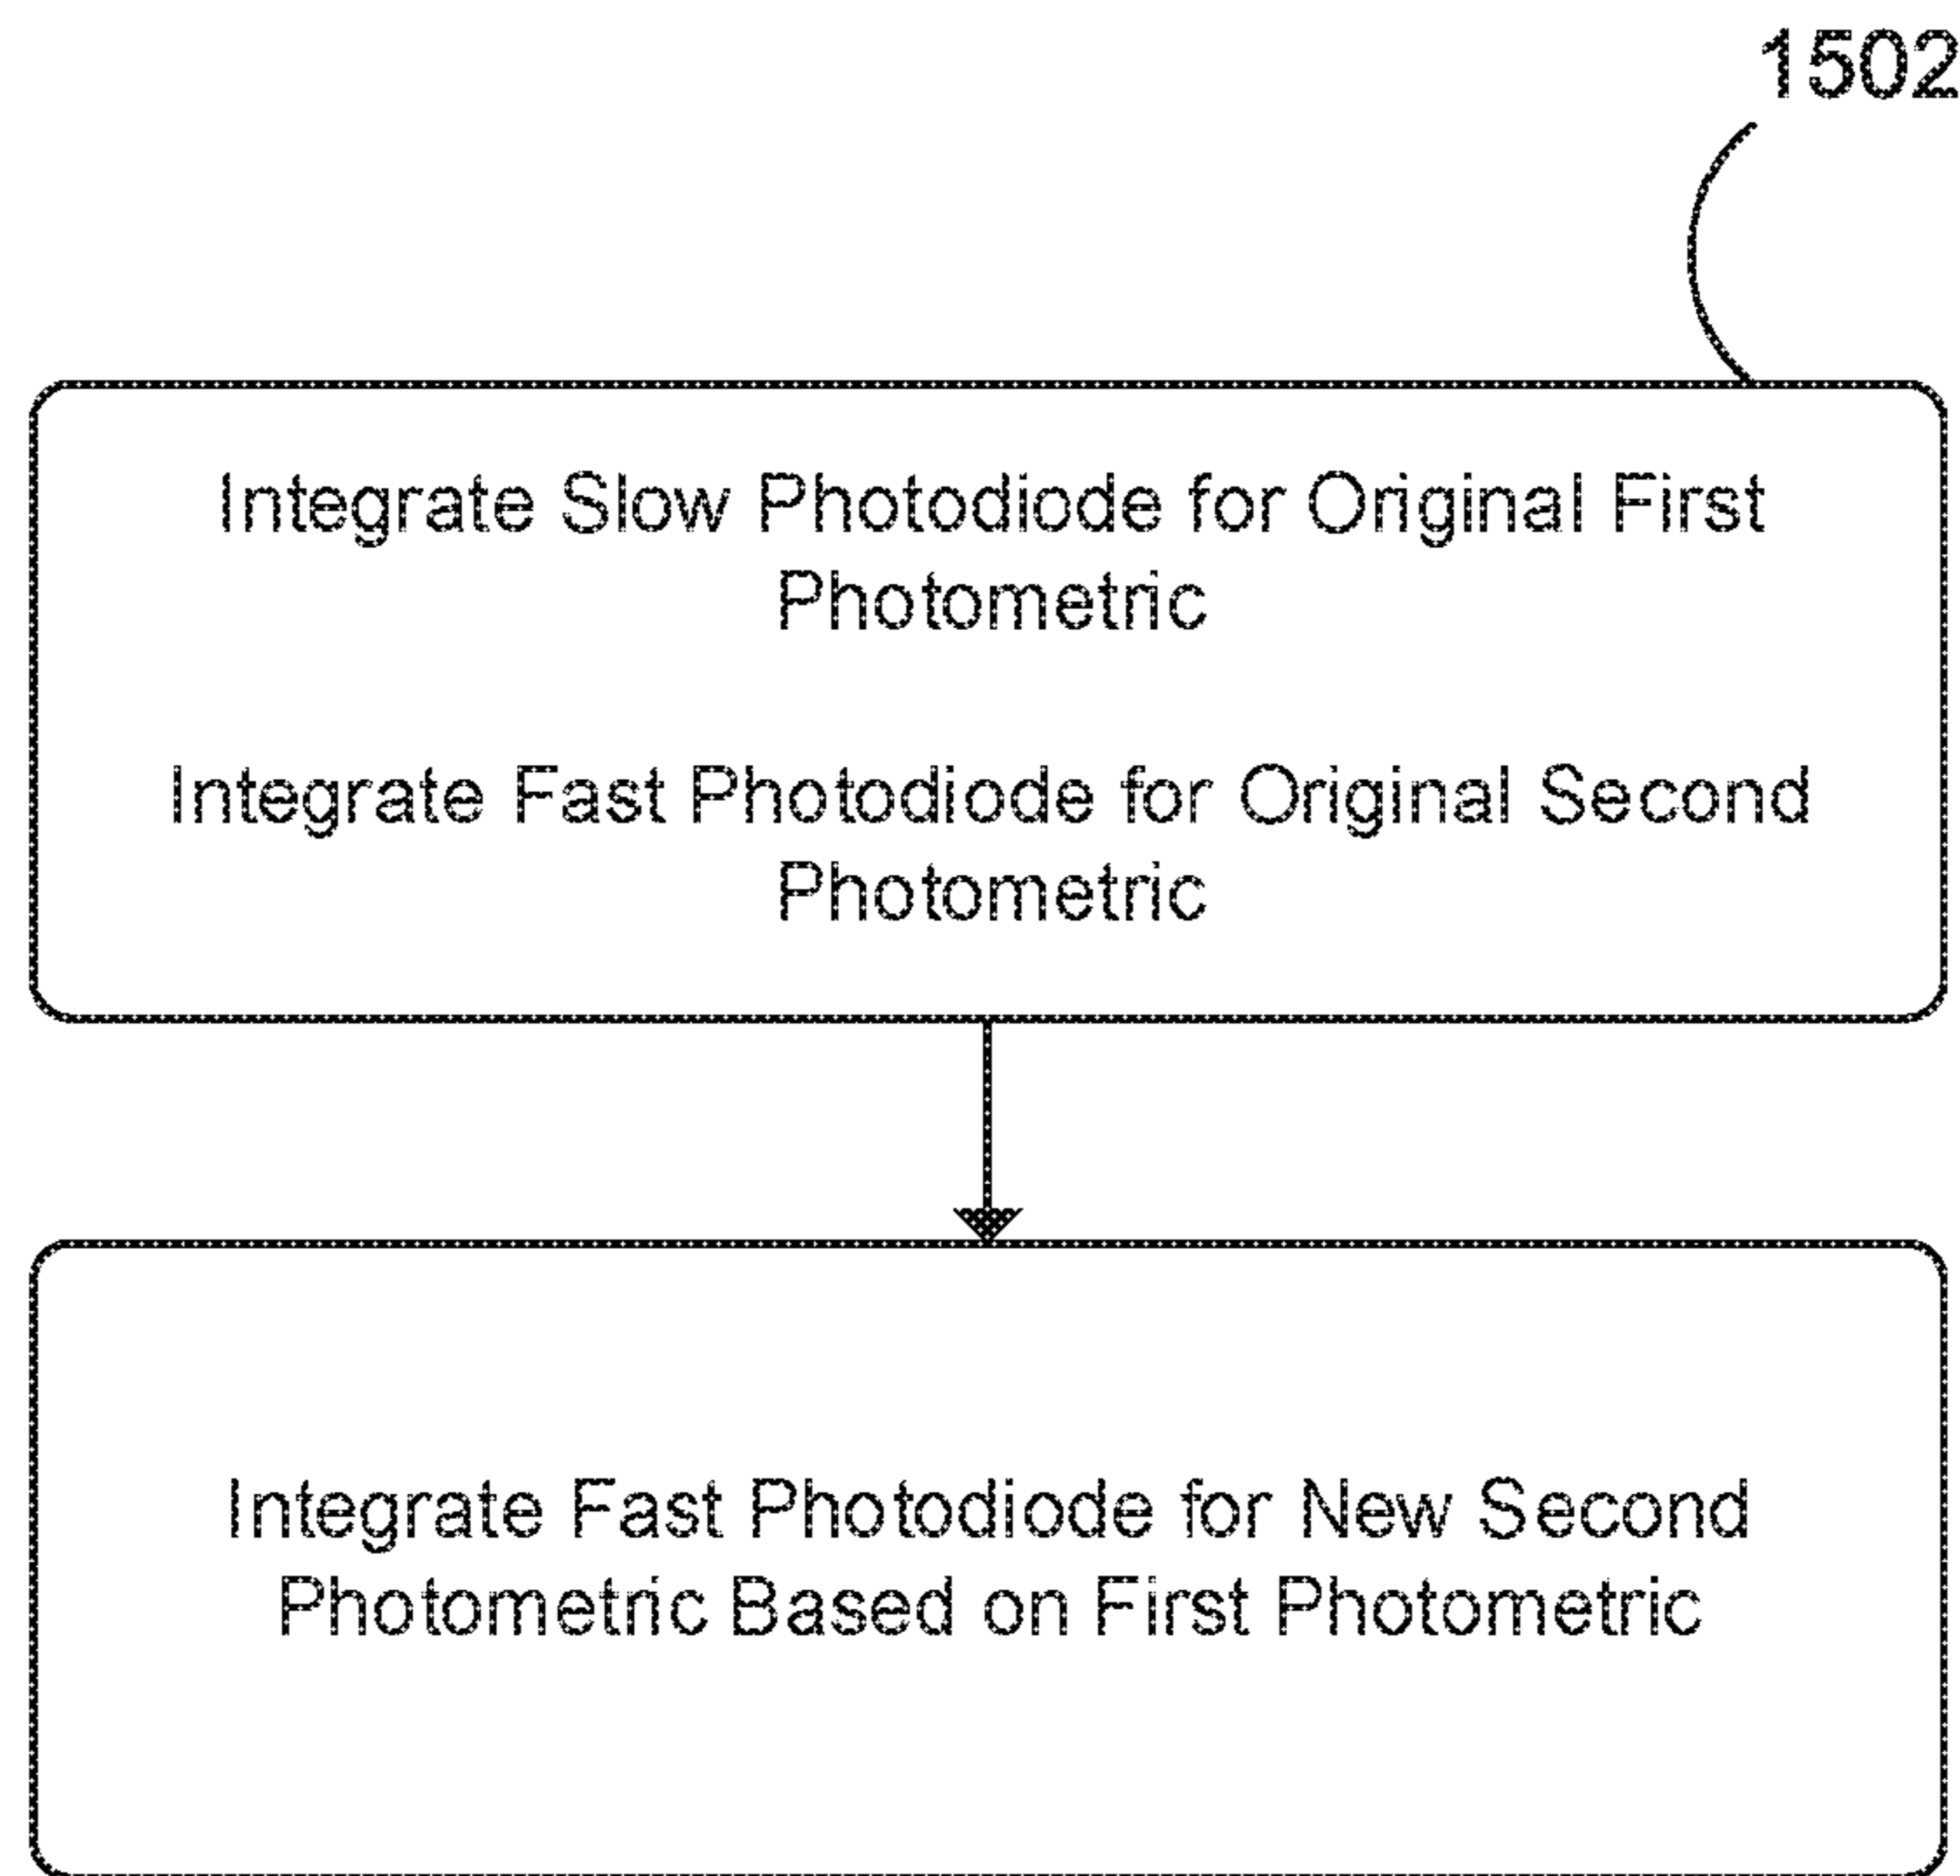 1502
Integrate Slow Photodiode for Original First
Photometric
Integrate Fast Photodiode for Original Second
Photometric
Integrate Fast Photodiode for New Second
Photometric Based on First Photometric